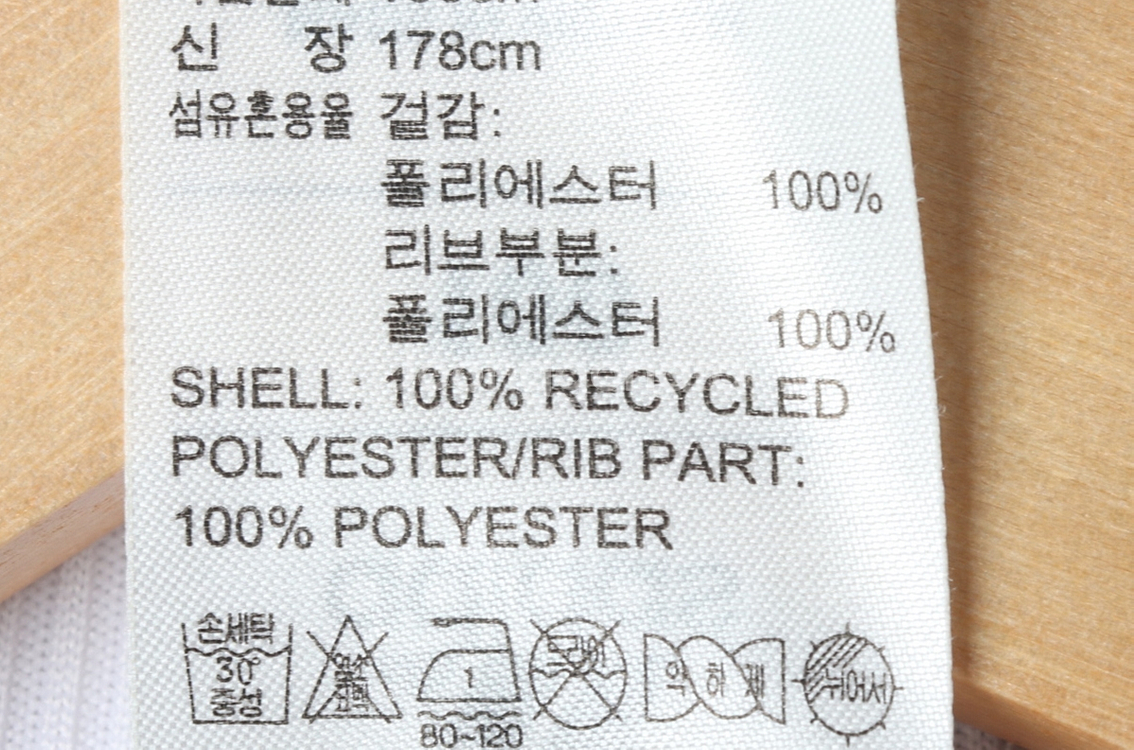 신 장 178cm
섬유혼용율 겉감:
폴리에스터 100%
리브부분:
폴리에스터 100%
SHELL: 100% RECYCLED
POLYESTER/RIB PART:
100% POLYESTER
손세탁
30°
중성
1
80~120
약하게
뉘어서